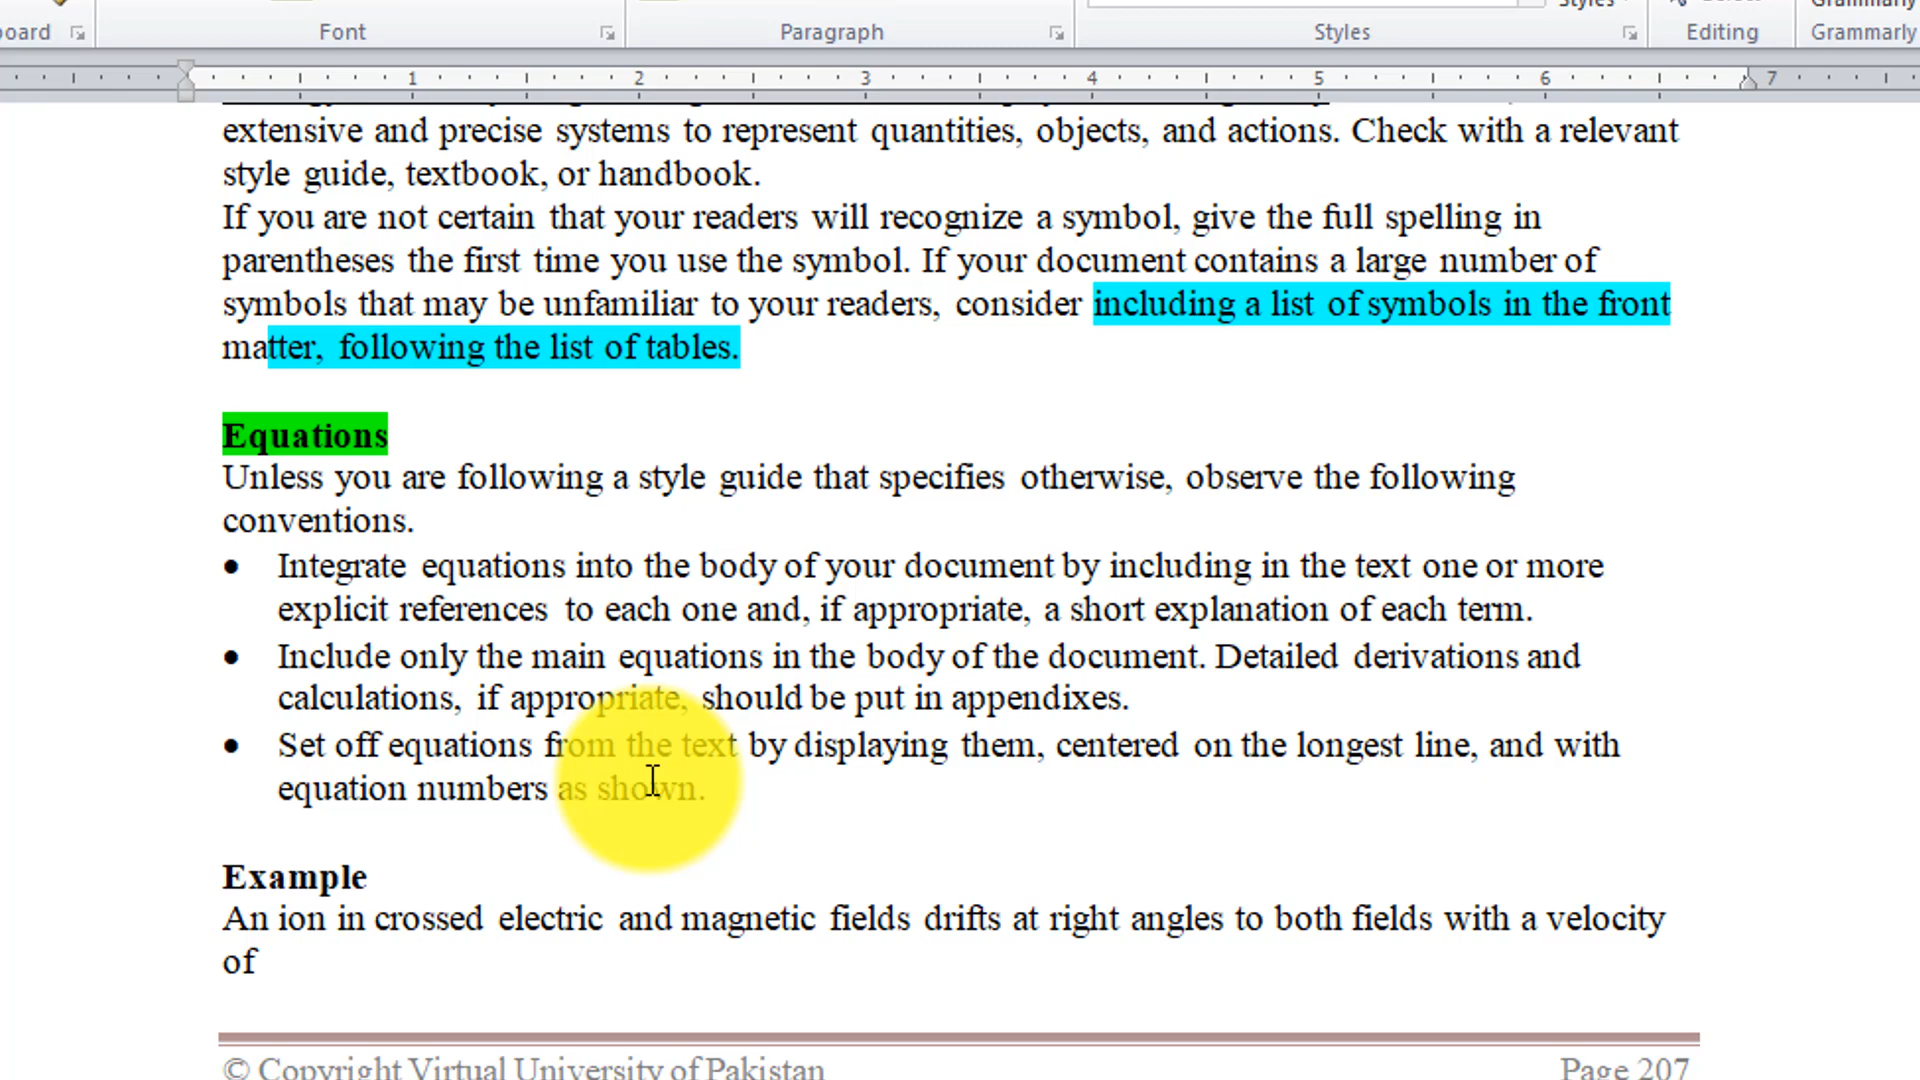 Font
Paragraph
Styles
Editing
Grammarly
1 2 3 4 5 6 7
extensive and precise systems to represent quantities, objects, and actions. Check with a relevant
style guide, textbook, or handbook.
If you are not certain that your readers will recognize a symbol, give the full spelling in
parentheses the first time you use the symbol. If your document contains a large number of
symbols that may be unfamiliar to your readers, consider including a list of symbols in the front
matter, following the list of tables.
Equations
Unless you are following a style guide that specifies otherwise, observe the following
conventions.
• Integrate equations into the body of your document by including in the text one or more
explicit references to each one and, if appropriate, a short explanation of each term.
• Include only the main equations in the body of the document. Detailed derivations and
calculations, if appropriate, should be put in appendixes.
• Set off equations from the text by displaying them, centered on the longest line, and with
equation numbers as shown.
Example
An ion in crossed electric and magnetic fields drifts at right angles to both fields with a velocity
of
© Copyright Virtual University of Pakistan Page 207